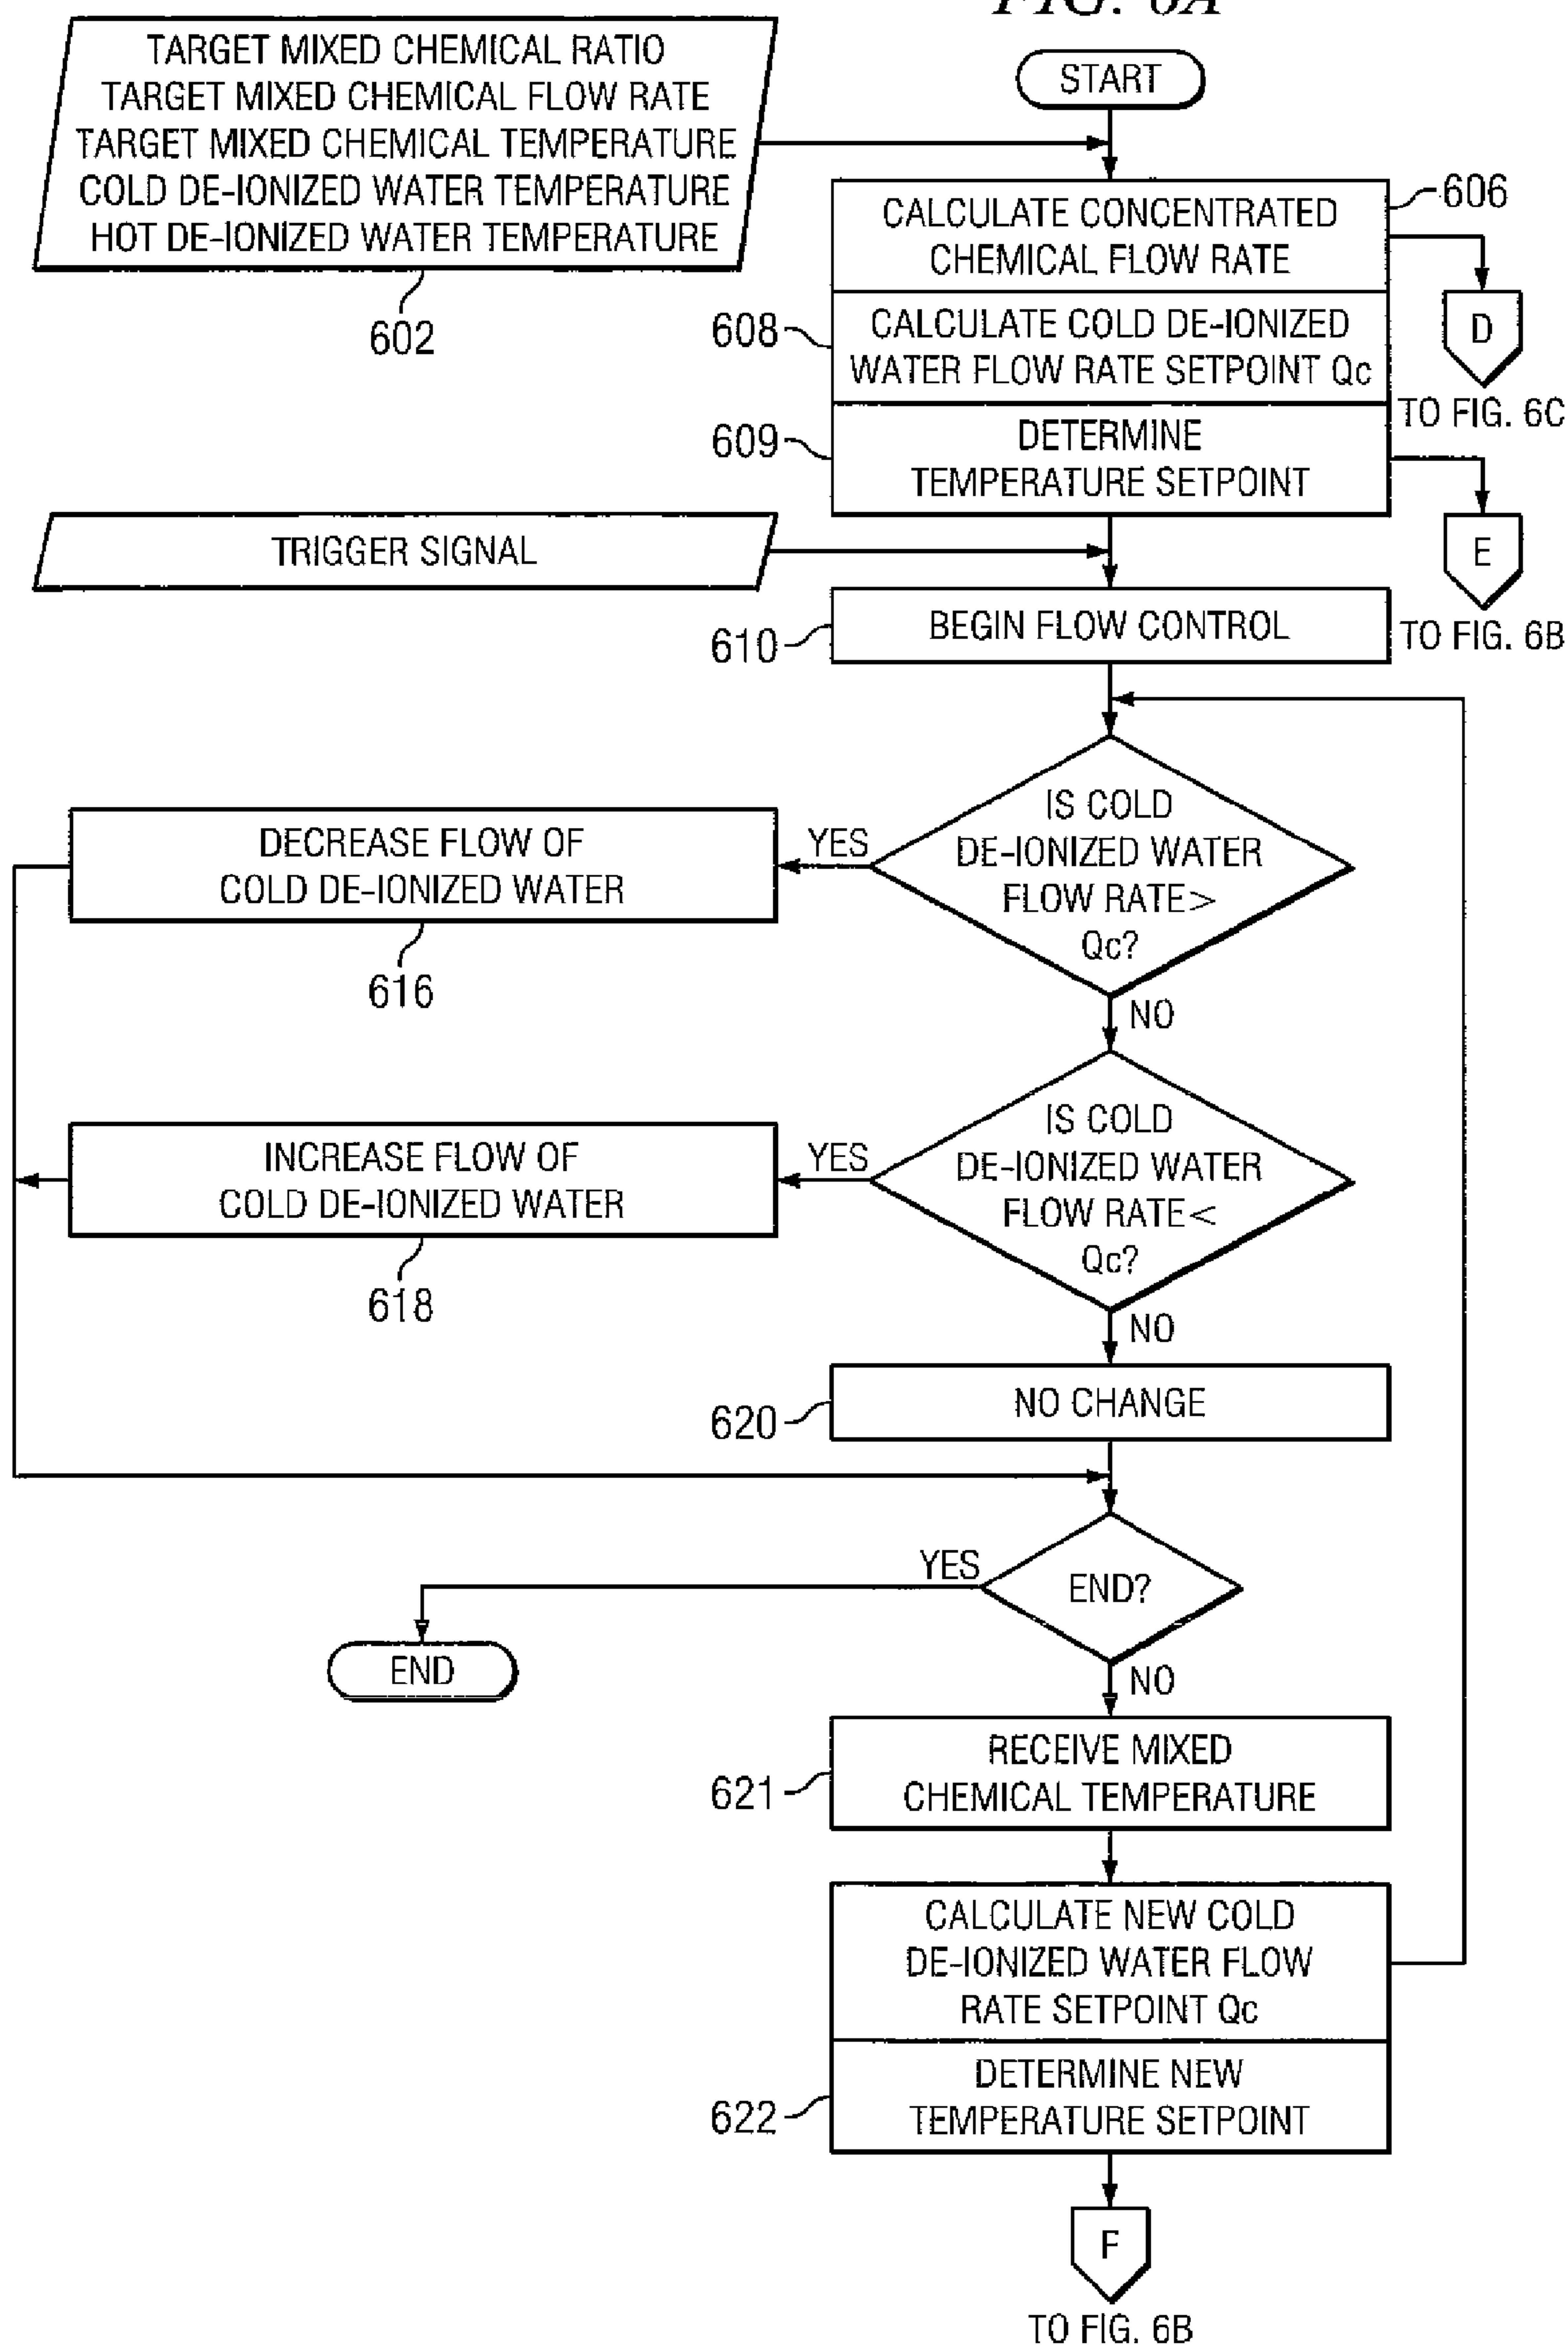 FIG. 6A
TARGET MIXED CHEMICAL RATIO
TARGET MIXED CHEMICAL FLOW RATE
TARGET MIXED CHEMICAL TEMPERATURE
COLD DE-IONIZED WATER TEMPERATURE
HOT DE-IONIZED WATER TEMPERATURE
602
START
CALCULATE CONCENTRATED
CHEMICAL FLOW RATE
606
D
TO FIG. 6C
608
CALCULATE COLD DE-IONIZED
WATER FLOW RATE SETPOINT Qc
609
DETERMINE
TEMPERATURE SETPOINT
E
TO FIG. 6B
TRIGGER SIGNAL
610
BEGIN FLOW CONTROL
IS COLD
DE-IONIZED WATER
FLOW RATE>
Qc?
YES
DECREASE FLOW OF
COLD DE-IONIZED WATER
616
NO
IS COLD
DE-IONIZED WATER
FLOW RATE<
Qc?
YES
INCREASE FLOW OF
COLD DE-IONIZED WATER
618
NO
620
NO CHANGE
END?
YES
END
NO
621
RECEIVE MIXED
CHEMICAL TEMPERATURE
CALCULATE NEW COLD
DE-IONIZED WATER FLOW
RATE SETPOINT Qc
622
DETERMINE NEW
TEMPERATURE SETPOINT
F
TO FIG. 6B